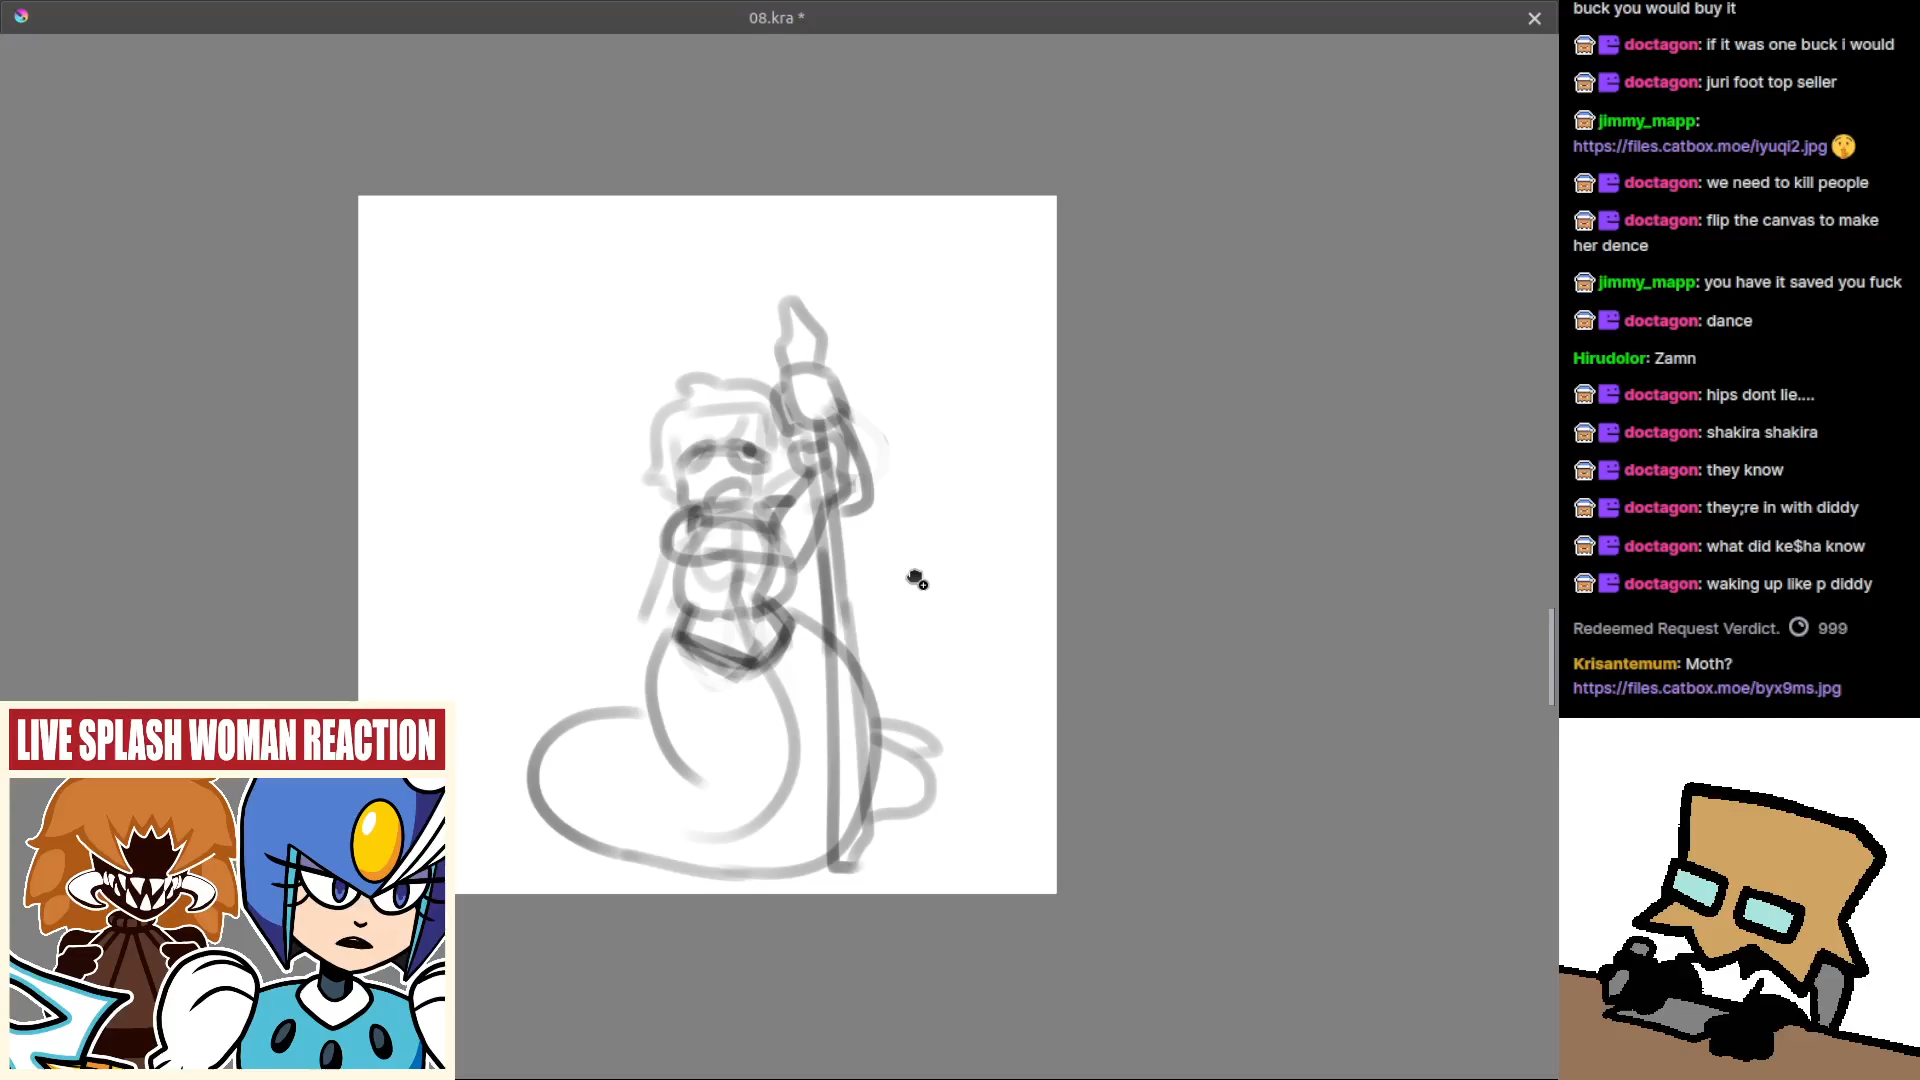 08.kra *
buck you would buy it
doctagon: if it was one buck i would
doctagon: juri foot top seller
jimmy_mapp:
https://files.catbox.moe/iyuqi2.jpg
doctagon: we need to kill people
doctagon: flip the canvas to make
her dence
jimmy_mapp: you have it saved you fuck
doctagon: dance
Hirudolor: Zamn
doctagon: hips dont lie....
doctagon: shakira shakira
doctagon: they know
doctagon: they;re in with diddy
doctagon: what did ke$ha know
doctagon: waking up like p diddy
Redeemed Request Verdict. 999
Krisantemum: Moth?
https://files.catbox.moe/byx9ms.jpg
LIVE SPLASH WOMAN REACTION